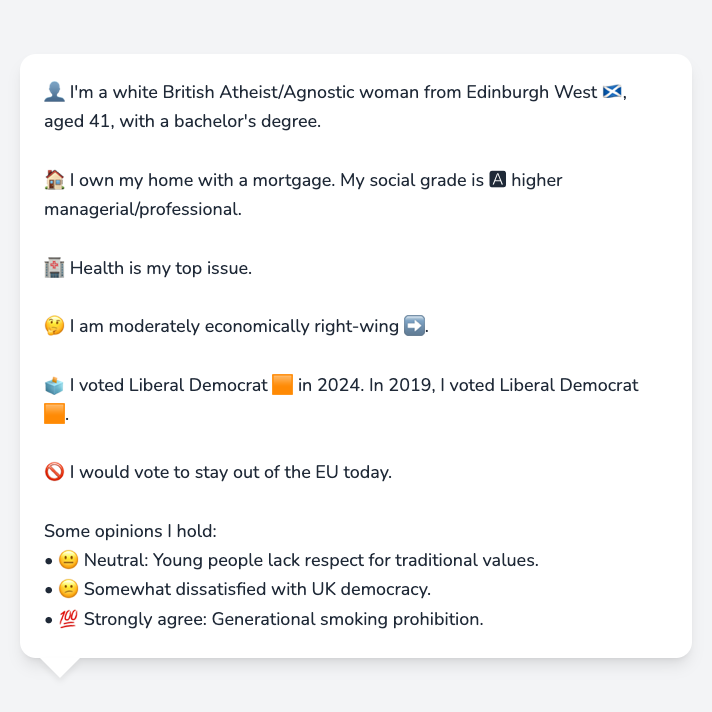 👤 I'm a white British Atheist/Agnostic woman from Edinburgh West 🏴󠁧󠁢󠁳󠁣󠁴󠁿,
aged 41, with a bachelor's degree.
🏠 I own my home with a mortgage. My social grade is 🅰 higher
managerial/professional.
🏥 Health is my top issue.
🤔 I am moderately economically right-wing ➡️.
🗳️ I voted Liberal Democrat 🟧 in 2024. In 2019, I voted Liberal Democrat
🟧.
🚫 I would vote to stay out of the EU today.
Some opinions I hold:
• 😐 Neutral: Young people lack respect for traditional values.
• 😕 Somewhat dissatisfied with UK democracy.
• 💯 Strongly agree: Generational smoking prohibition.